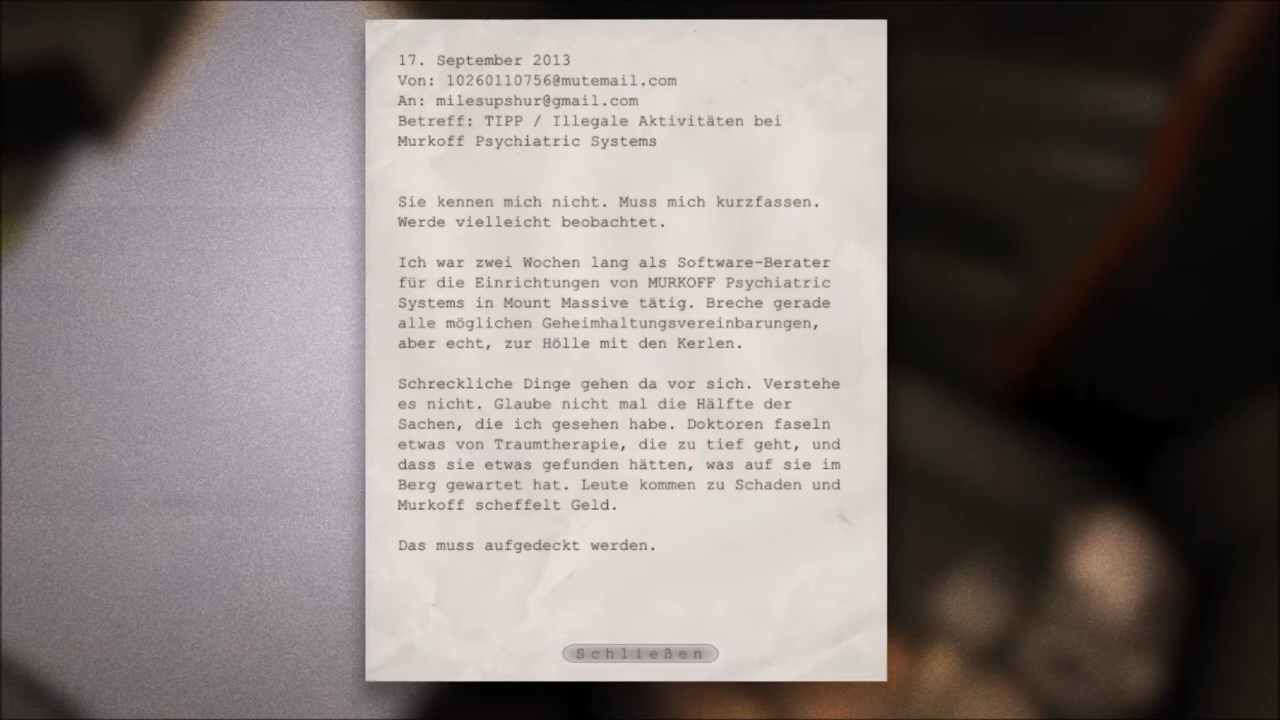 17. September 2013
Von: 10260110756@mutemail.com
An: milesupshur@gmail.com
Betreff: TIPP / Illegale Aktivitäten bei
Murkoff Psychiatric Systems
Sie kennen mich nicht. Muss mich kurzfassen.
Werde vielleicht beobachtet.
Ich war zwei Wochen lang als Software-Berater
für die Einrichtungen von MURKOFF Psychiatric
Systems in Mount Massive tätig. Breche gerade
alle möglichen Geheimhaltungsvereinbarungen,
aber echt, zur Hölle mit den Kerlen.
Schreckliche Dinge gehen da vor sich. Verstehe
es nicht. Glaube nicht mal die Hälfte der
Sachen, die ich gesehen habe. Doktoren faseln
etwas von Traumtherapie, die zu tief geht, und
dass sie etwas gefunden hätten, was auf sie im
Berg gewartet hat. Leute kommen zu Schaden und
Murkoff scheffelt Geld.
Das muss aufgedeckt werden.
Schließen